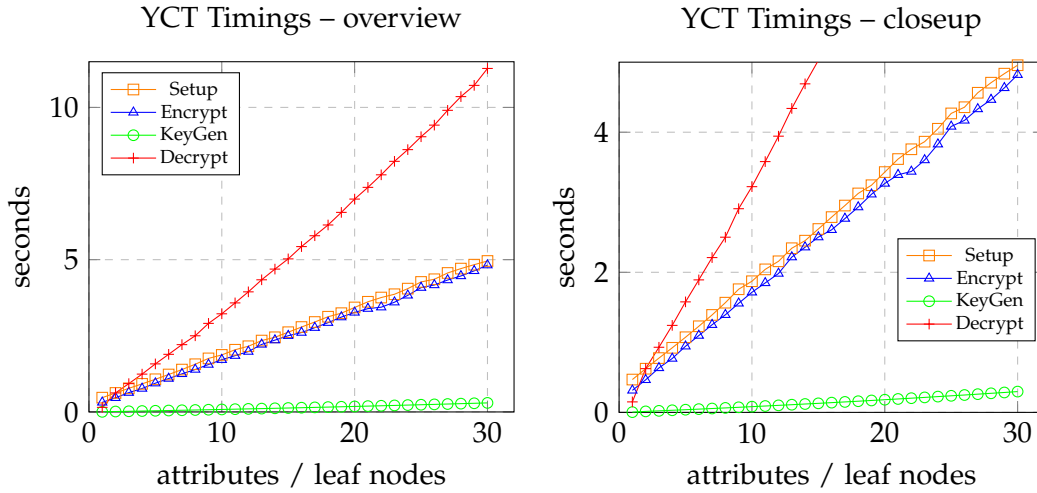 YCT Timings – overview
10
5
0
0
10
20
30
seconds
attributes / leaf nodes
Setup
Encrypt
KeyGen
Decrypt
YCT Timings – closeup
4
2
0
0
10
20
30
seconds
attributes / leaf nodes
Setup
Encrypt
KeyGen
Decrypt